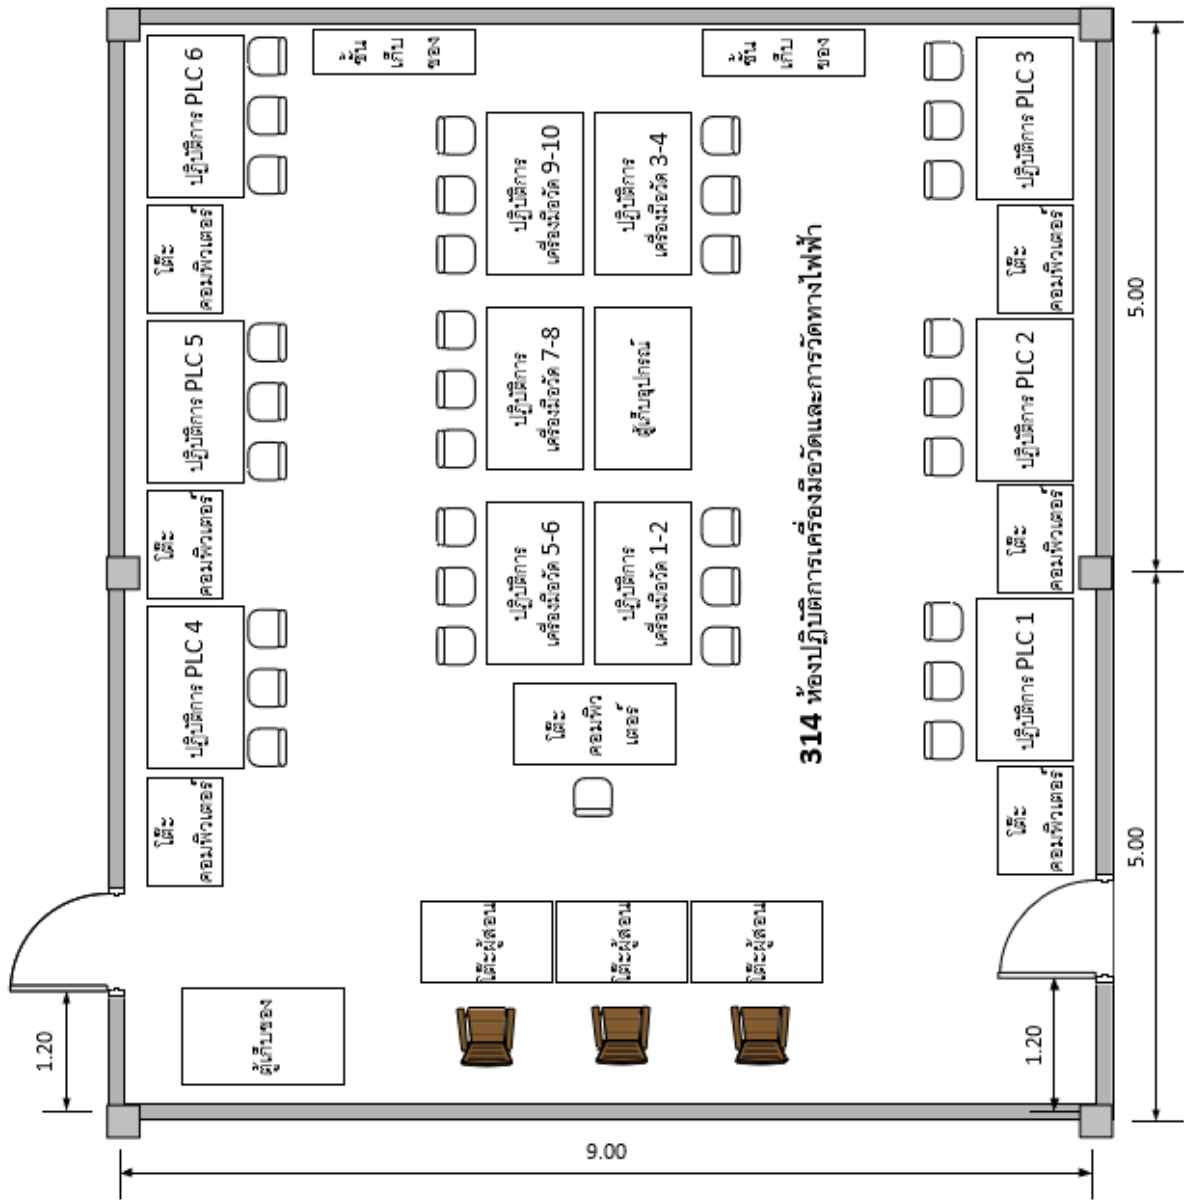 ปฏิบัติการ PLC 6
ชั้น
เก็บ
ของ
ชั้น
เก็บ
ของ
ปฏิบัติการ PLC 3
ปฏิบัติการ
เครื่องมือวัด 9-10
ปฏิบัติการ
เครื่องมือวัด 3-4
โต๊ะ
คอมพิวเตอร์
โต๊ะ
คอมพิวเตอร์
5.00
ปฏิบัติการ PLC 5
ปฏิบัติการ
เครื่องมือวัด 7-8
ตู้เก็บอุปกรณ์
ปฏิบัติการ PLC 2
314 ห้องปฏิบัติการเครื่องมือวัดและการวัดทางไฟฟ้า
โต๊ะ
คอมพิวเตอร์
โต๊ะ
คอมพิวเตอร์
ปฏิบัติการ
เครื่องมือวัด 5-6
ปฏิบัติการ
เครื่องมือวัด 1-2
ปฏิบัติการ PLC 4
ปฏิบัติการ PLC 1
โต๊ะ
คอมพิว
เตอร์
โต๊ะ
คอมพิวเตอร์
โต๊ะ
คอมพิวเตอร์
5.00
โต๊ะผู้สอน
โต๊ะผู้สอน
โต๊ะผู้สอน
1.20
ตู้เก็บของ
1.20
9.00